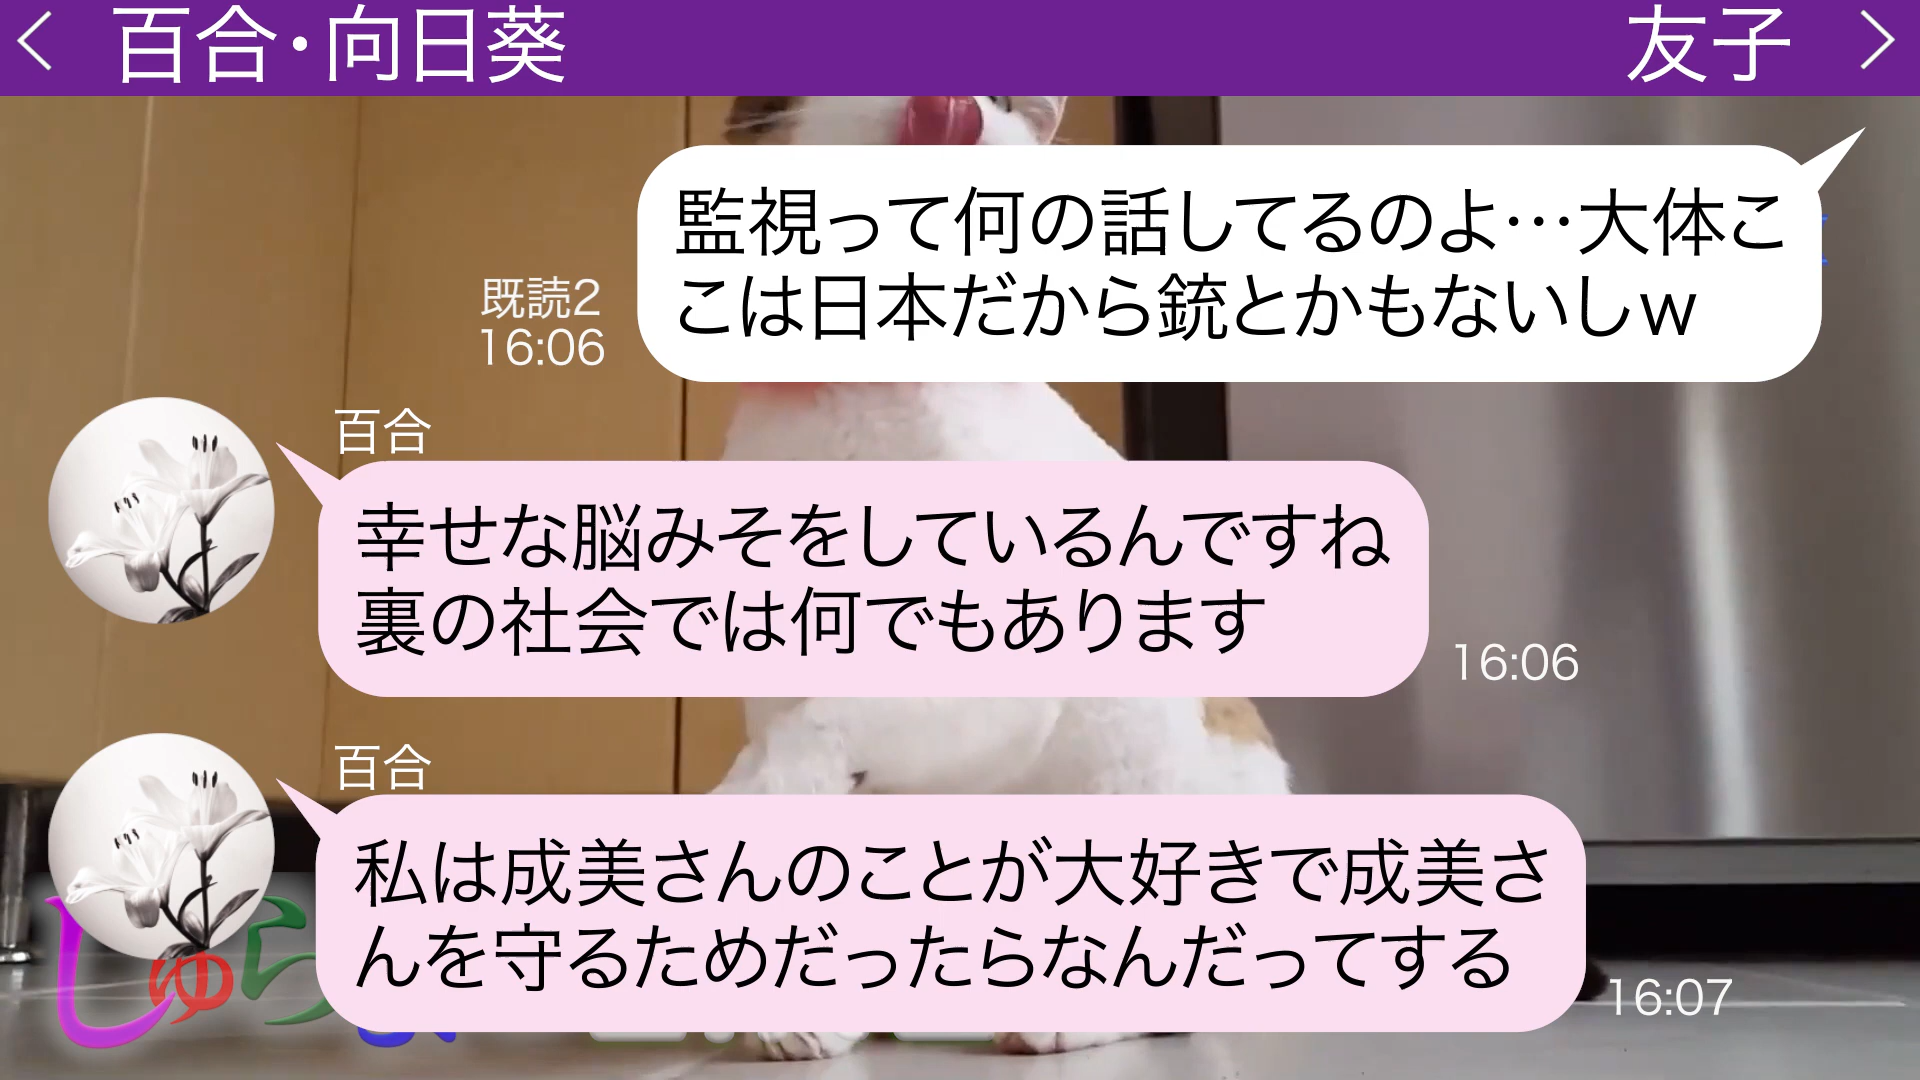 百合・向日葵
友子
監視って何の話してるのよ…大体こ
こは日本だから銃とかもないしw
既読2
16:06
百合
幸せな脳みそをしているんですね
裏の社会では何でもあります
16:06
百合
私は成美さんのことが大好きで成美さ
んを守るためだったらなんだってする
16:07
しゅら